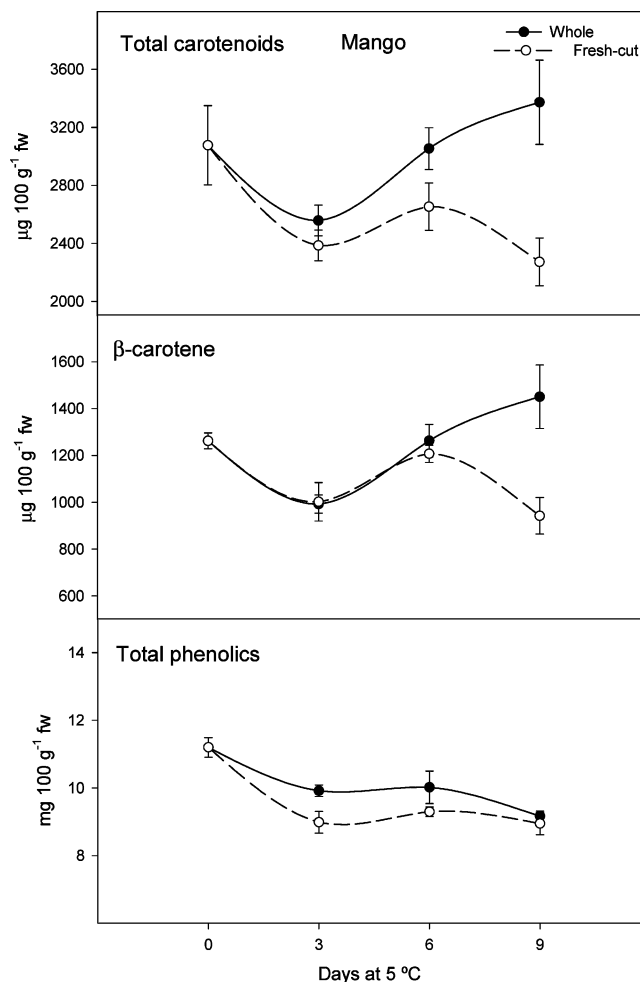 Total carotenoids
Mango
Whole
Fresh-cut
3600
3200
2800
2400
2000
µg 100 g⁻¹ fw
β-carotene
1600
1400
1200
1000
800
600
µg 100 g⁻¹ fw
Total phenolics
14
12
10
8
mg 100 g⁻¹ fw
0 3 6 9
Days at 5 ºC